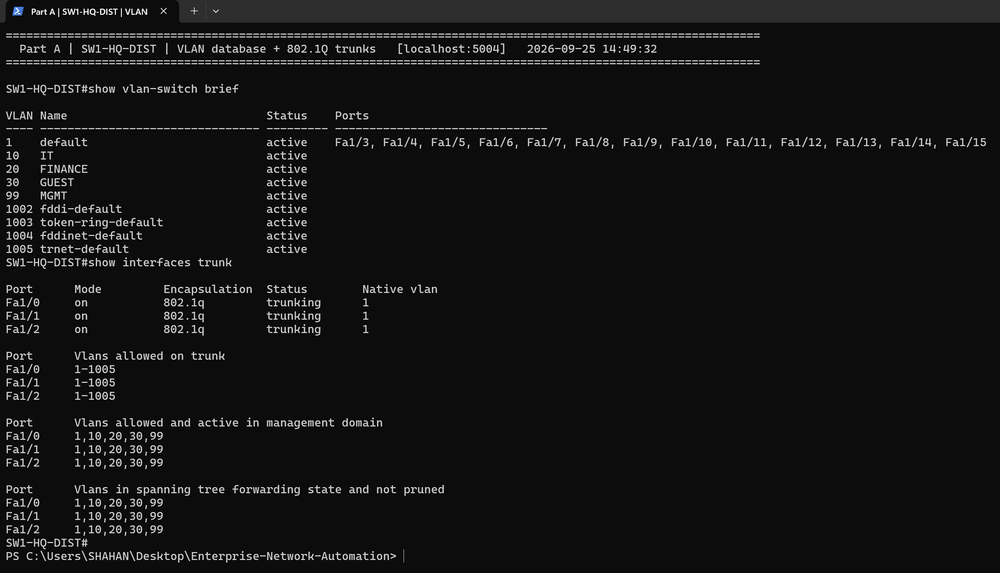 Part A | SW1-HQ-DIST | VLAN
==============================================================================================================
  Part A | SW1-HQ-DIST | VLAN database + 802.1Q trunks   [localhost:5004]   2026-09-25 14:49:32
==============================================================================================================

SW1-HQ-DIST#show vlan-switch brief

VLAN Name                             Status    Ports
---- -------------------------------- --------- -------------------------------
1    default                          active    Fa1/3, Fa1/4, Fa1/5, Fa1/6, Fa1/7, Fa1/8, Fa1/9, Fa1/10, Fa1/11, Fa1/12, Fa1/13, Fa1/14, Fa1/15
10   IT                               active
20   FINANCE                          active
30   GUEST                            active
99   MGMT                             active
1002 fddi-default                     active
1003 token-ring-default               active
1004 fddinet-default                  active
1005 trnet-default                    active
SW1-HQ-DIST#show interfaces trunk

Port      Mode         Encapsulation  Status        Native vlan
Fa1/0     on           802.1q         trunking      1
Fa1/1     on           802.1q         trunking      1
Fa1/2     on           802.1q         trunking      1

Port      Vlans allowed on trunk
Fa1/0     1-1005
Fa1/1     1-1005
Fa1/2     1-1005

Port      Vlans allowed and active in management domain
Fa1/0     1,10,20,30,99
Fa1/1     1,10,20,30,99
Fa1/2     1,10,20,30,99

Port      Vlans in spanning tree forwarding state and not pruned
Fa1/0     1,10,20,30,99
Fa1/1     1,10,20,30,99
Fa1/2     1,10,20,30,99
SW1-HQ-DIST#
PS C:\Users\SHAHAN\Desktop\Enterprise-Network-Automation>